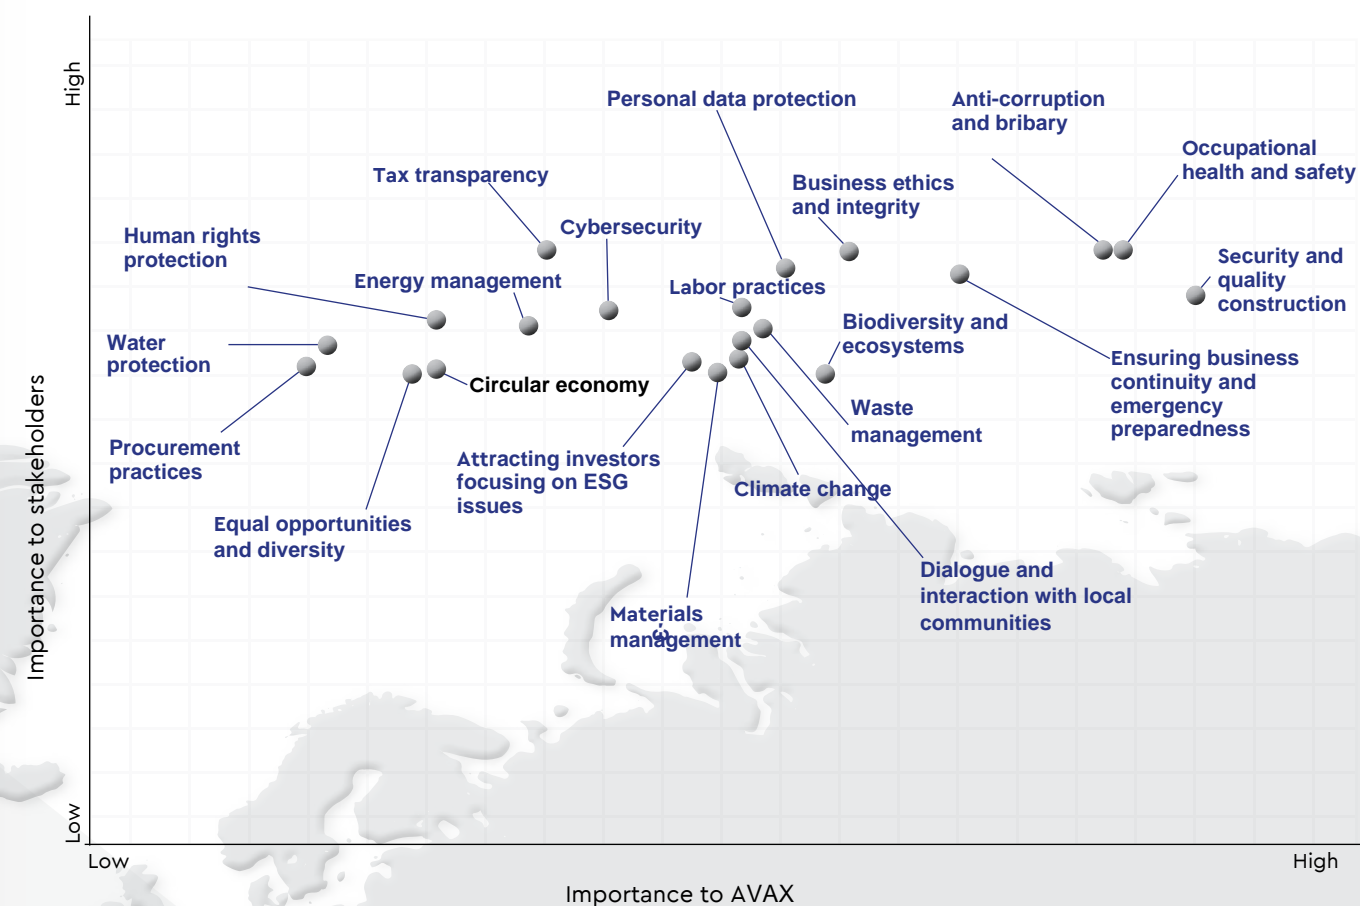 High
Personal data protection
Anti-corruption
and bribary
Occupational
health and safety
Tax transparency
Business ethics
and integrity
Cybersecurity
Human rights
protection
Security and
quality
construction
Energy management
Labor practices
Water
protection
Biodiversity and
ecosystems
Ensuring business
continuity and
emergency
preparedness
Circular economy
Waste
management
Procurement
practices
Attracting investors
focusing on ESG
issues
Climate change
Equal opportunities
and diversity
Dialogue and
interaction with local
communities
Materials
management
Importance to stakeholders
Low
Low
High
Importance to AVAX